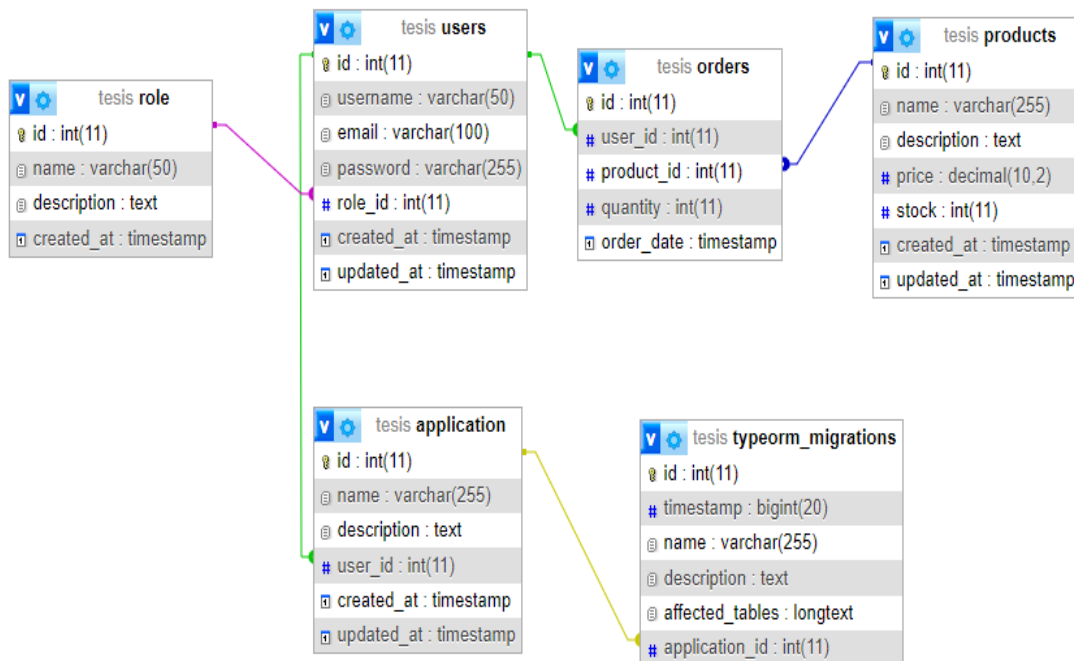 tesis role
id : int(11)
name : varchar(50)
description : text
created_at : timestamp
tesis users
id : int(11)
username : varchar(50)
email : varchar(100)
password : varchar(255)
role_id : int(11)
created_at : timestamp
updated_at : timestamp
tesis orders
id : int(11)
user_id : int(11)
product_id : int(11)
quantity : int(11)
order_date : timestamp
tesis products
id : int(11)
name : varchar(255)
description : text
price : decimal(10,2)
stock : int(11)
created_at : timestamp
updated_at : timestamp
tesis application
id : int(11)
name : varchar(255)
description : text
user_id : int(11)
created_at : timestamp
updated_at : timestamp
tesis typeorm_migrations
id : int(11)
timestamp : bigint(20)
name : varchar(255)
description : text
affected_tables : longtext
application_id : int(11)